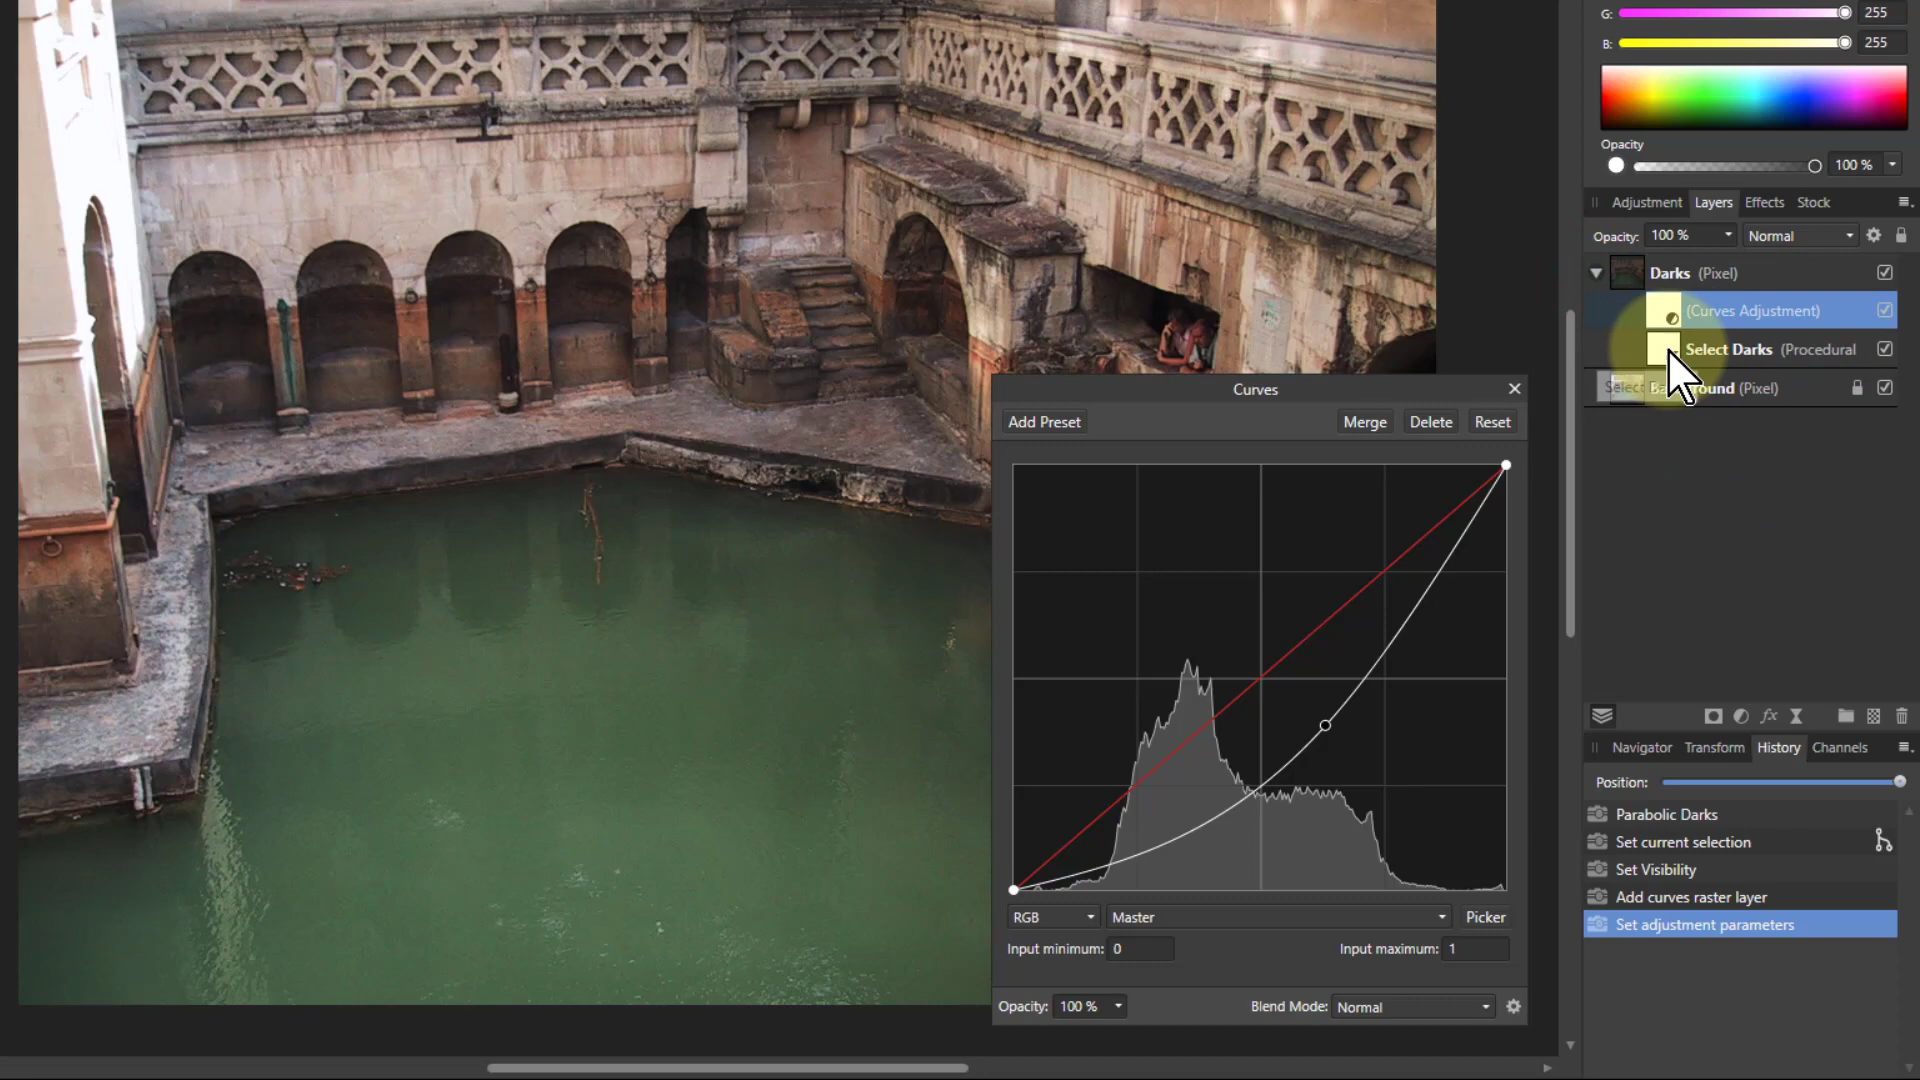 G: 255
B: 255
Opacity
100 %
Adjustment Layers Effects Stock
Opacity: 100 % Normal
Darks (Pixel)
(Curves Adjustment)
Select Darks (Procedural
Select (Pixel)
Curves
Add Preset Merge Delete Reset
RGB Master Picker
Input minimum: 0 Input maximum: 1
Opacity: 100 % Blend Mode: Normal
fx
Navigator Transform History Channels
Position:
Parabolic Darks
Set current selection
Set Visibility
Add curves raster layer
Set adjustment parameters